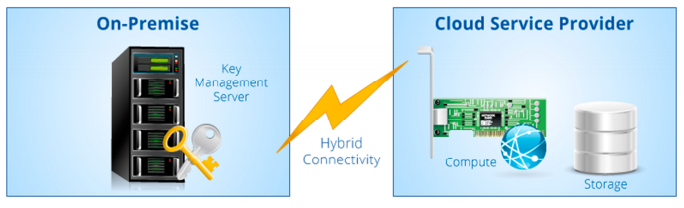 On-Premise
Key
Management
Server
Hybrid
Connectivity
Cloud Service Provider
Compute
Storage